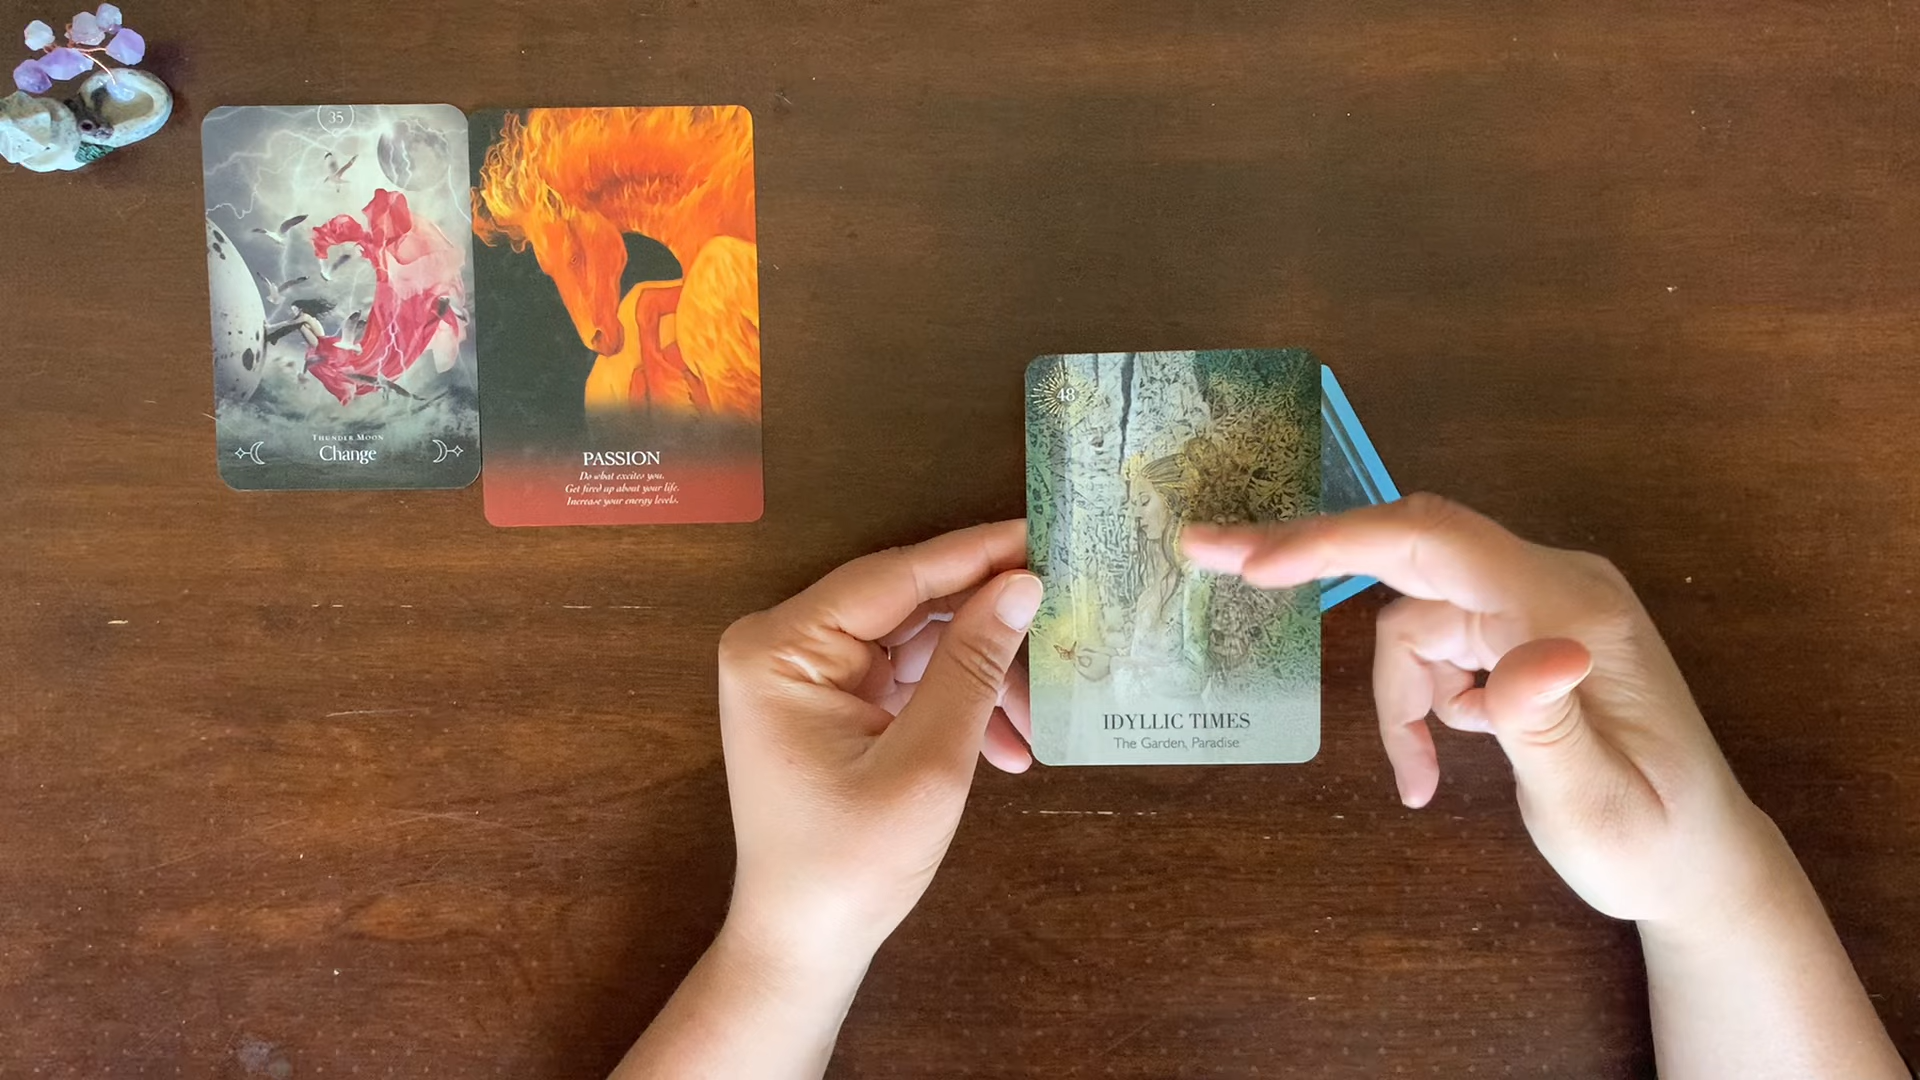 35
THUNDER MOON
Change
PASSION
Do what excites you.
Get fired up about your life.
Increase your energy levels.
48
IDYLLIC TIMES
The Garden, Paradise